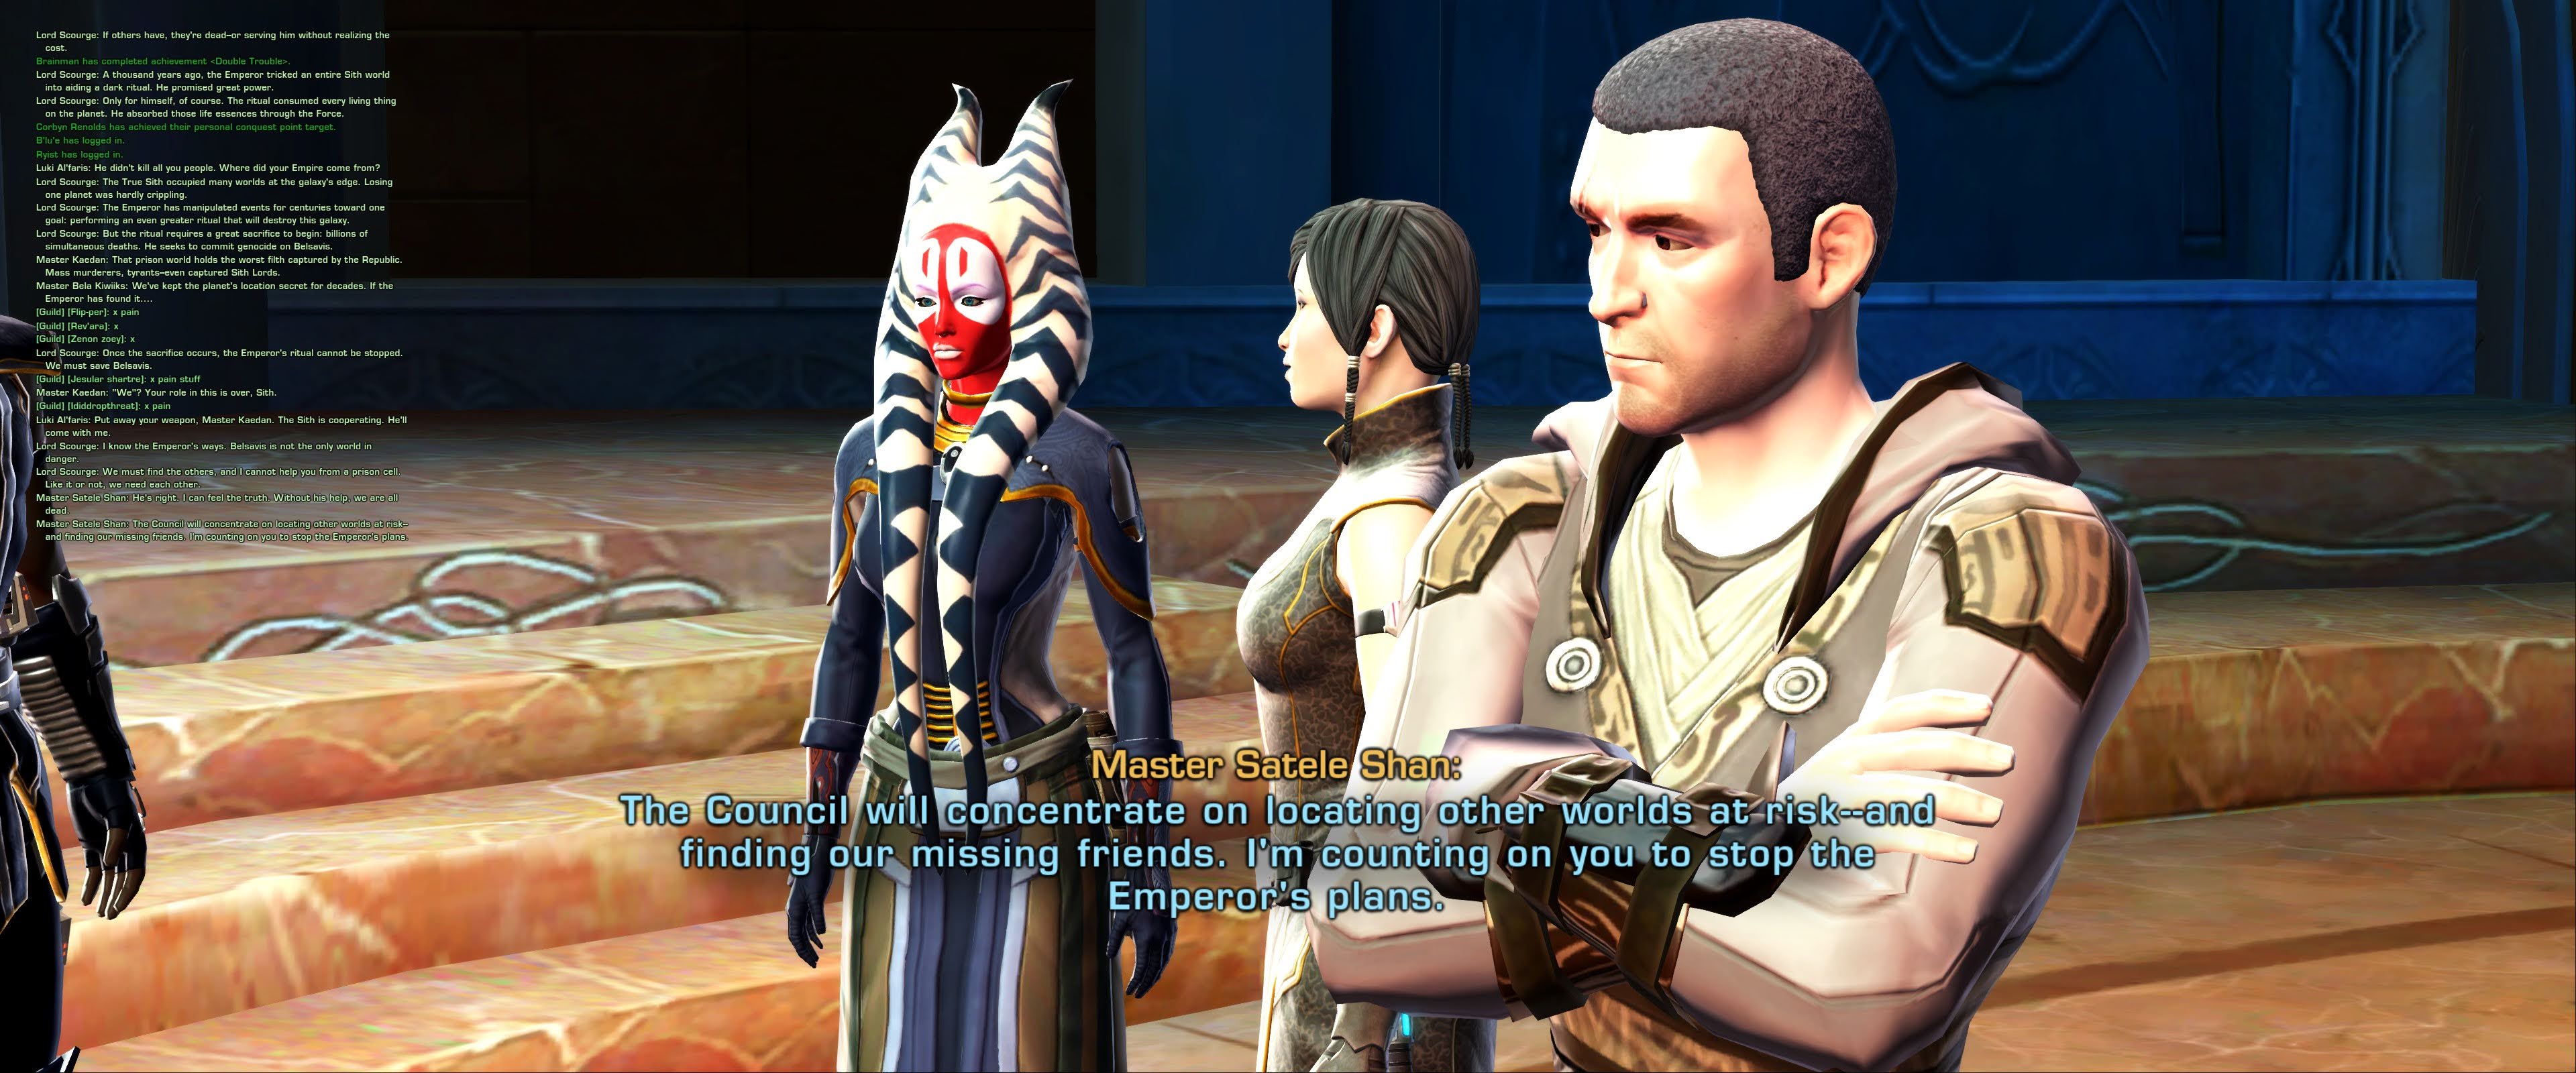 Lord Scourge: If others have, they're dead–or serving him without realizing the
cost.
Brainman has completed achievement <Double Trouble>.
Lord Scourge: A thousand years ago, the Emperor tricked an entire Sith world
into aiding a dark ritual. He promised great power.
Lord Scourge: Only for himself, of course. The ritual consumed every living thing
on the planet. He absorbed those life essences through the Force.
Corbyn Renolds has achieved their personal conquest point target.
B'lu'e has logged in.
Ryist has logged in.
Luki Al'faris: He didn't kill all you people. Where did your Empire come from?
Lord Scourge: The True Sith occupied many worlds at the galaxy's edge. Losing
one planet was hardly crippling.
Lord Scourge: The Emperor has manipulated events for centuries toward one
goal: performing an even greater ritual that will destroy this galaxy.
Lord Scourge: But the ritual requires a great sacrifice to begin: billions of
simultaneous deaths. He seeks to commit genocide on Belsavis.
Master Kaedan: That prison world holds the worst filth captured by the Republic.
Mass murderers, tyrants–even captured Sith Lords.
Master Bela Kiwiiks: We've kept the planet's location secret for decades. If the
Emperor has found it....
[Guild] [Flip-per]: x pain
[Guild] [Rev'ara]: x
[Guild] [Zenon zoey]: x
Lord Scourge: Once the sacrifice occurs, the Emperor's ritual cannot be stopped.
We must save Belsavis.
[Guild] [Jesular shartre]: x pain stuff
Master Kaedan: "We"? Your role in this is over, Sith.
[Guild] [Ididdropthreat]: x pain
Luki Al'faris: Put away your weapon, Master Kaedan. The Sith is cooperating. He'll
come with me.
Lord Scourge: I know the Emperor's ways. Belsavis is not the only world in
danger.
Lord Scourge: We must find the others, and I cannot help you from a prison cell.
Like it or not, we need each other.
Master Satele Shan: He's right. I can feel the truth. Without his help, we are all
dead.
Master Satele Shan: The Council will concentrate on locating other worlds at risk–
and finding our missing friends. I'm counting on you to stop the Emperor's plans.
Master Satele Shan:
The Council will concentrate on locating other worlds at risk--and
finding our missing friends. I'm counting on you to stop the
Emperor's plans.